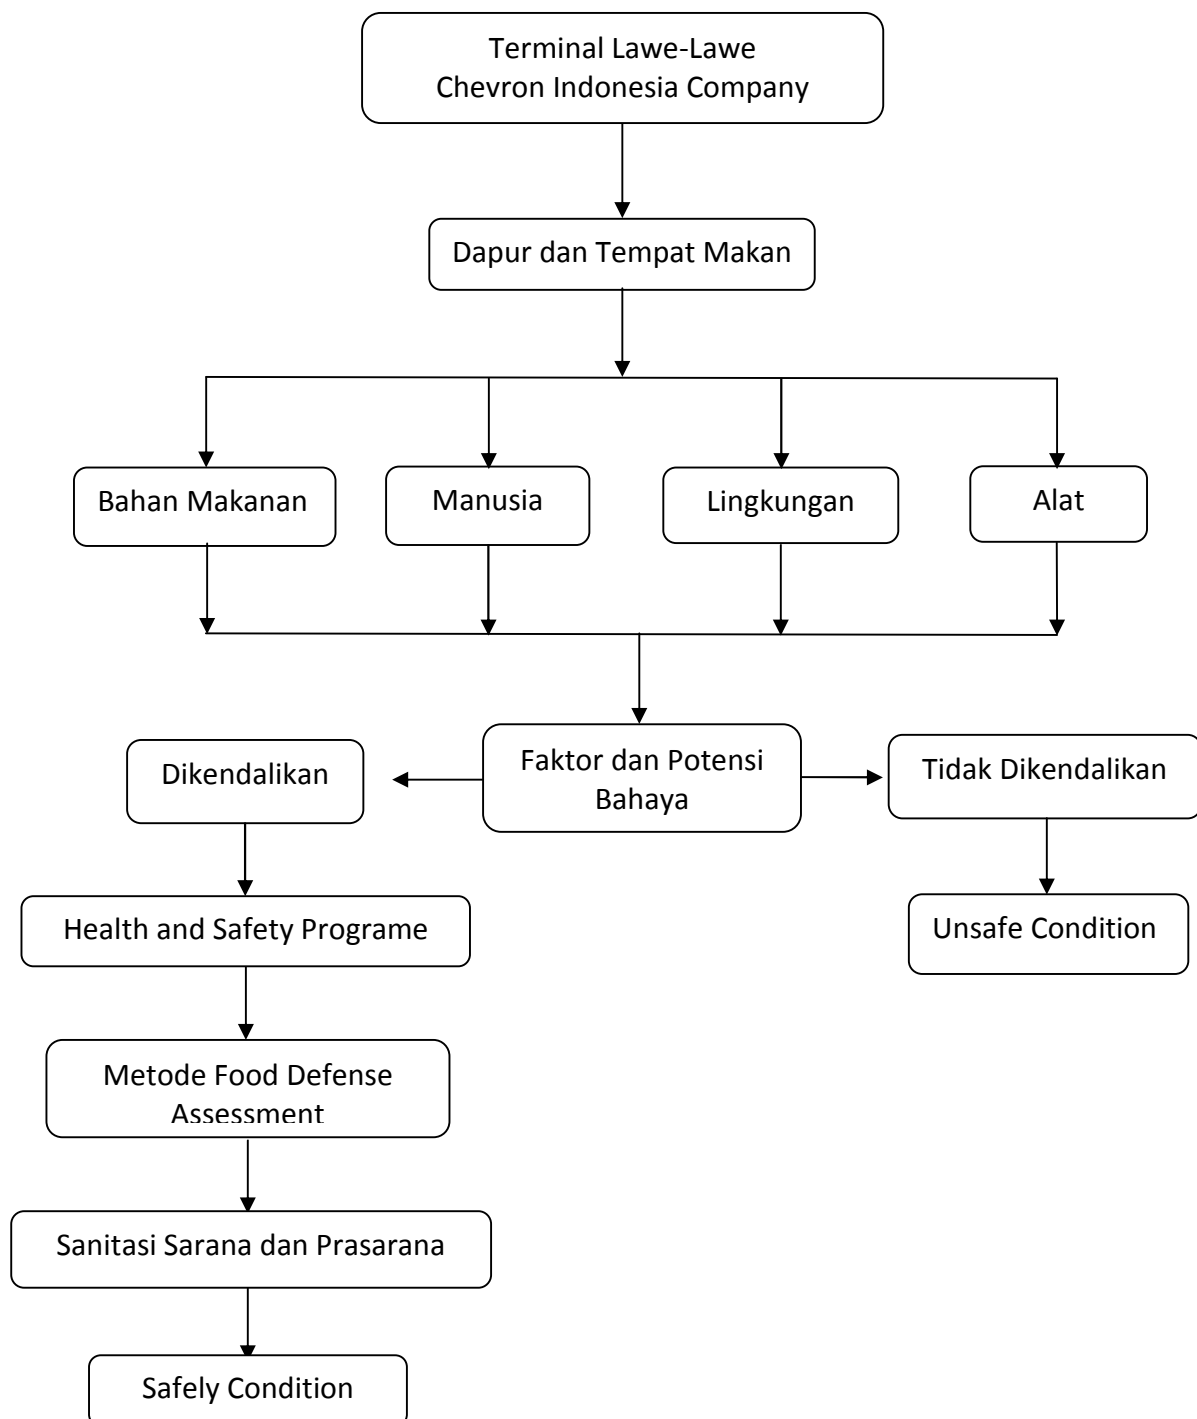 Terminal Lawe-Lawe
Chevron Indonesia Company
Dapur dan Tempat Makan
Bahan Makanan
Manusia
Lingkungan
Alat
Dikendalikan
Faktor dan Potensi
Bahaya
Tidak Dikendalikan
Health and Safety Programe
Unsafe Condition
Metode Food Defense
Assessment
Sanitasi Sarana dan Prasarana
Safely Condition